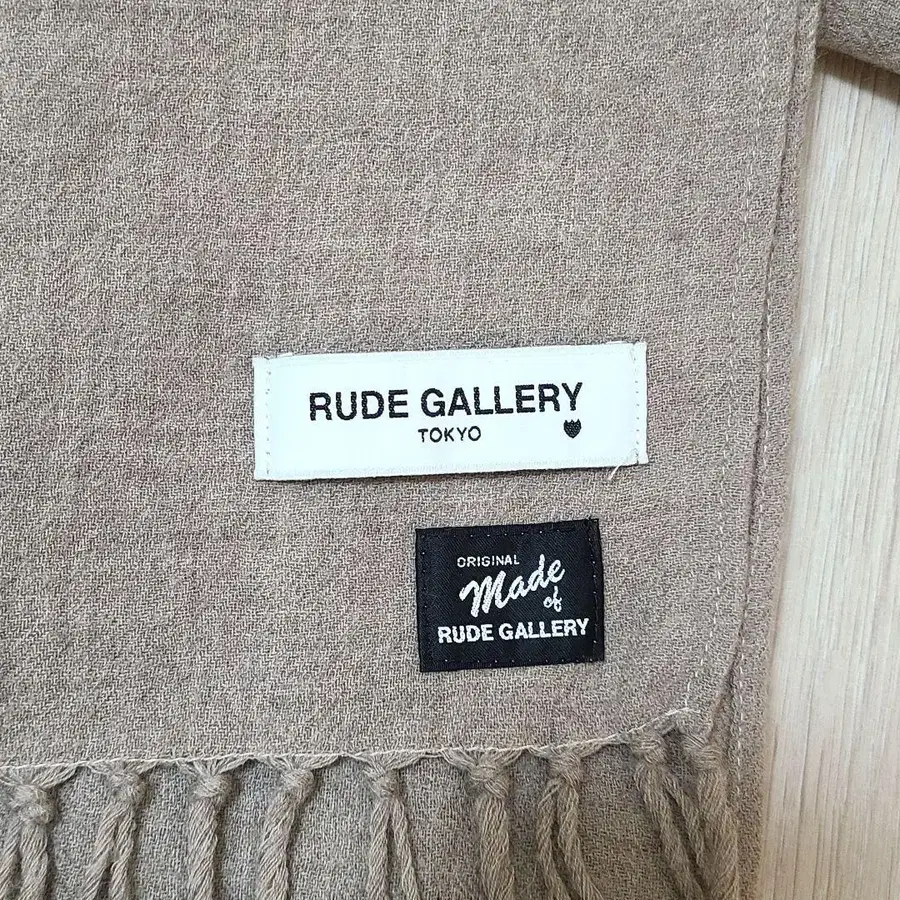 RUDE GALLERY
TOKYO
ORIGINAL
Made
of
RUDE GALLERY